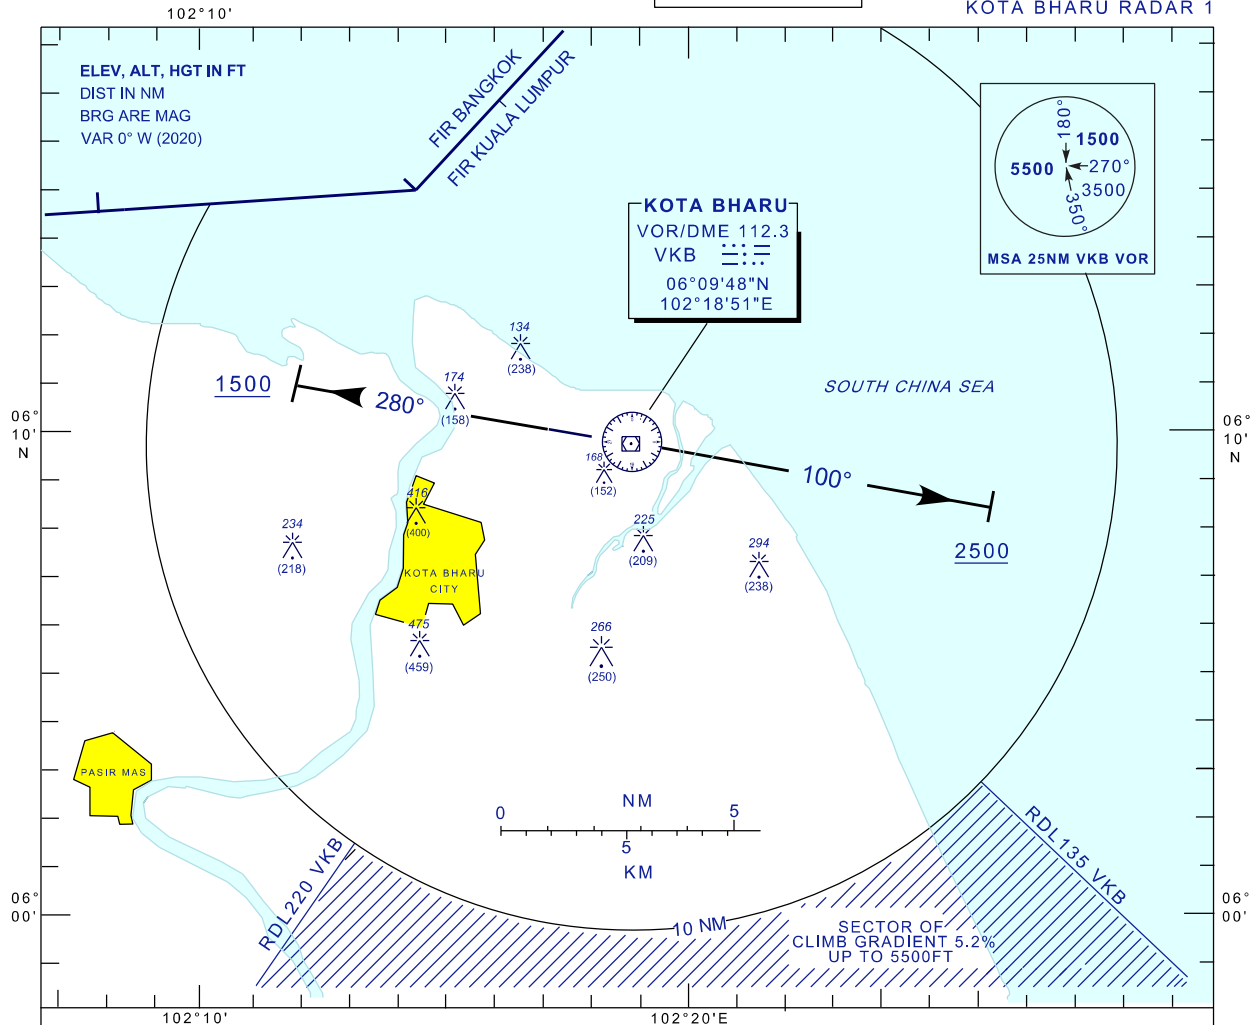 KOTA BHARU RADAR 1
102°10'
ELEV, ALT, HGT IN FT
DIST IN NM
BRG ARE MAG
VAR 0° W (2020)
FIR BANGKOK
FIR KUALA LUMPUR
180°
1500
5500
270°
3500
350°
MSA 25NM VKB VOR
KOTA BHARU
VOR/DME 112.3
VKB
06°09'48"N
102°18'51"E
134
(238)
SOUTH CHINA SEA
1500
280°
174
(158)
06°
10'
N
06°
10'
N
168
(152)
100°
416
(400)
234
(218)
225
(209)
294
(238)
2500
KOTA BHARU
CITY
475
(459)
266
(250)
PASIR MAS
0
NM
5
5
KM
RDL220 VKB
RDL135 VKB
10 NM
SECTOR OF
CLIMB GRADIENT 5.2%
UP TO 5500FT
06°
00'
06°
00'
102°10'
102°20'E